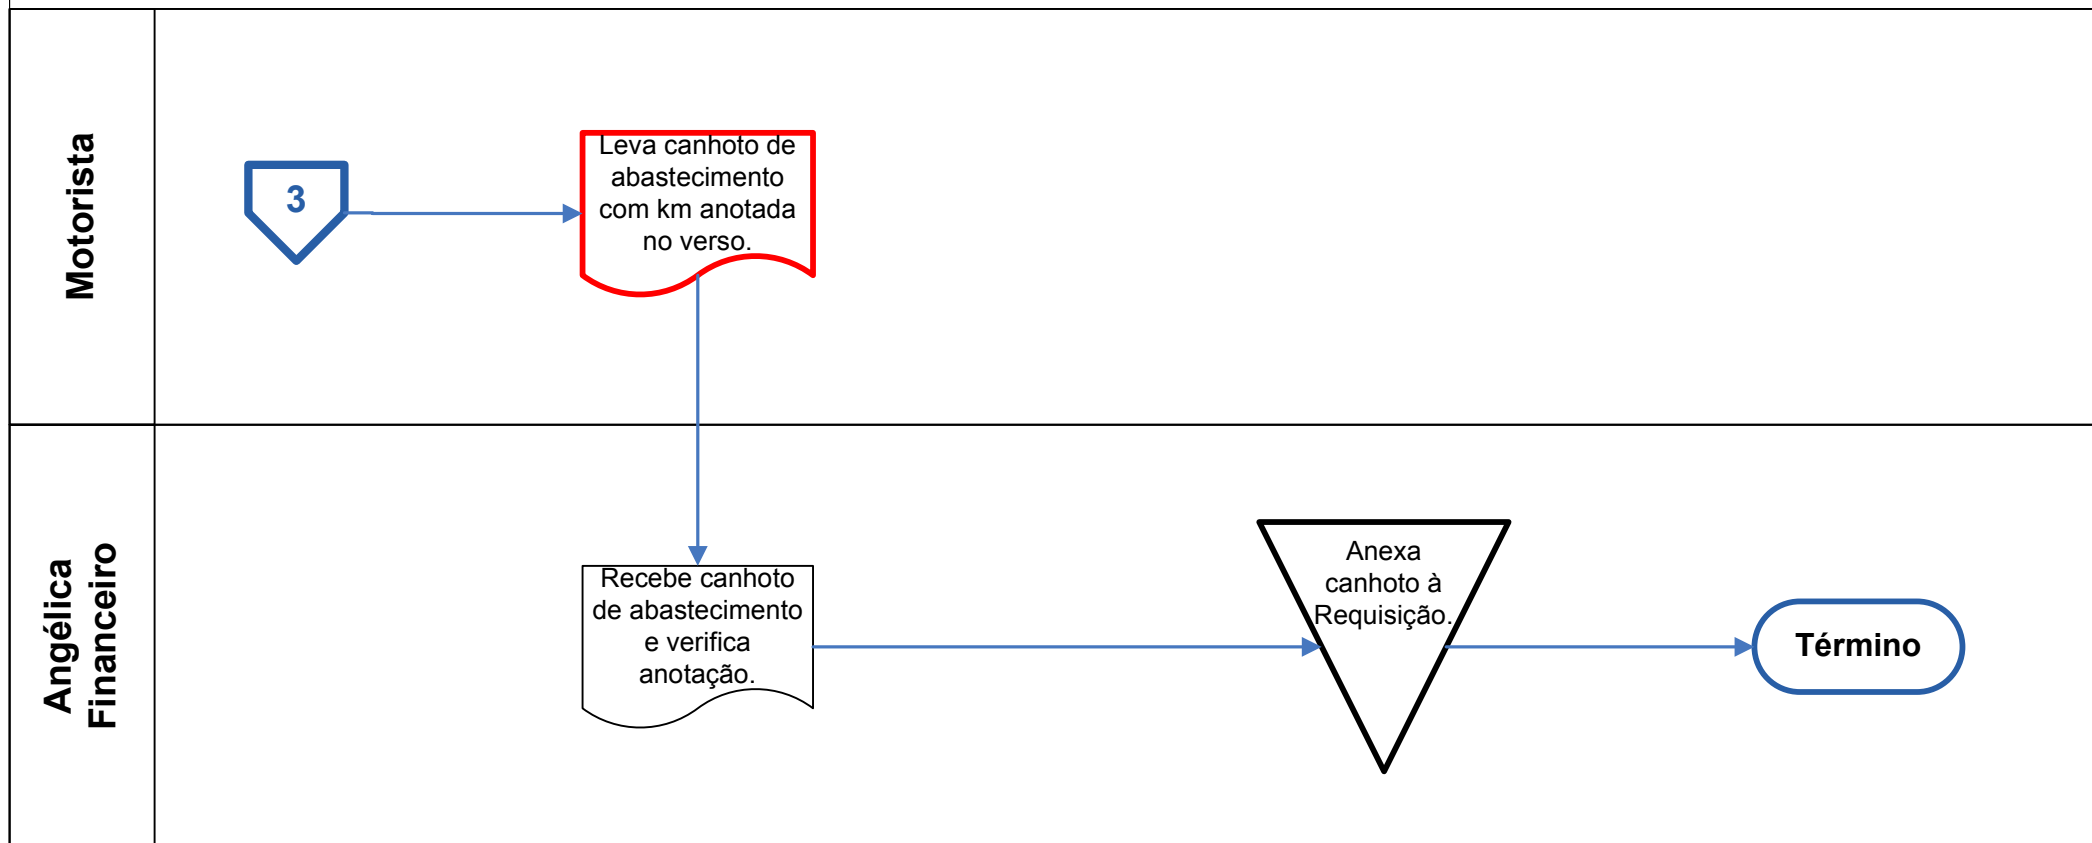 Motorista
3
Leva canhoto de
abastecimento
com km anotada
no verso.
Angélica
Financeiro
Recebe canhoto
de abastecimento
e verifica
anotação.
Anexa
canhoto à
Requisição.
Término